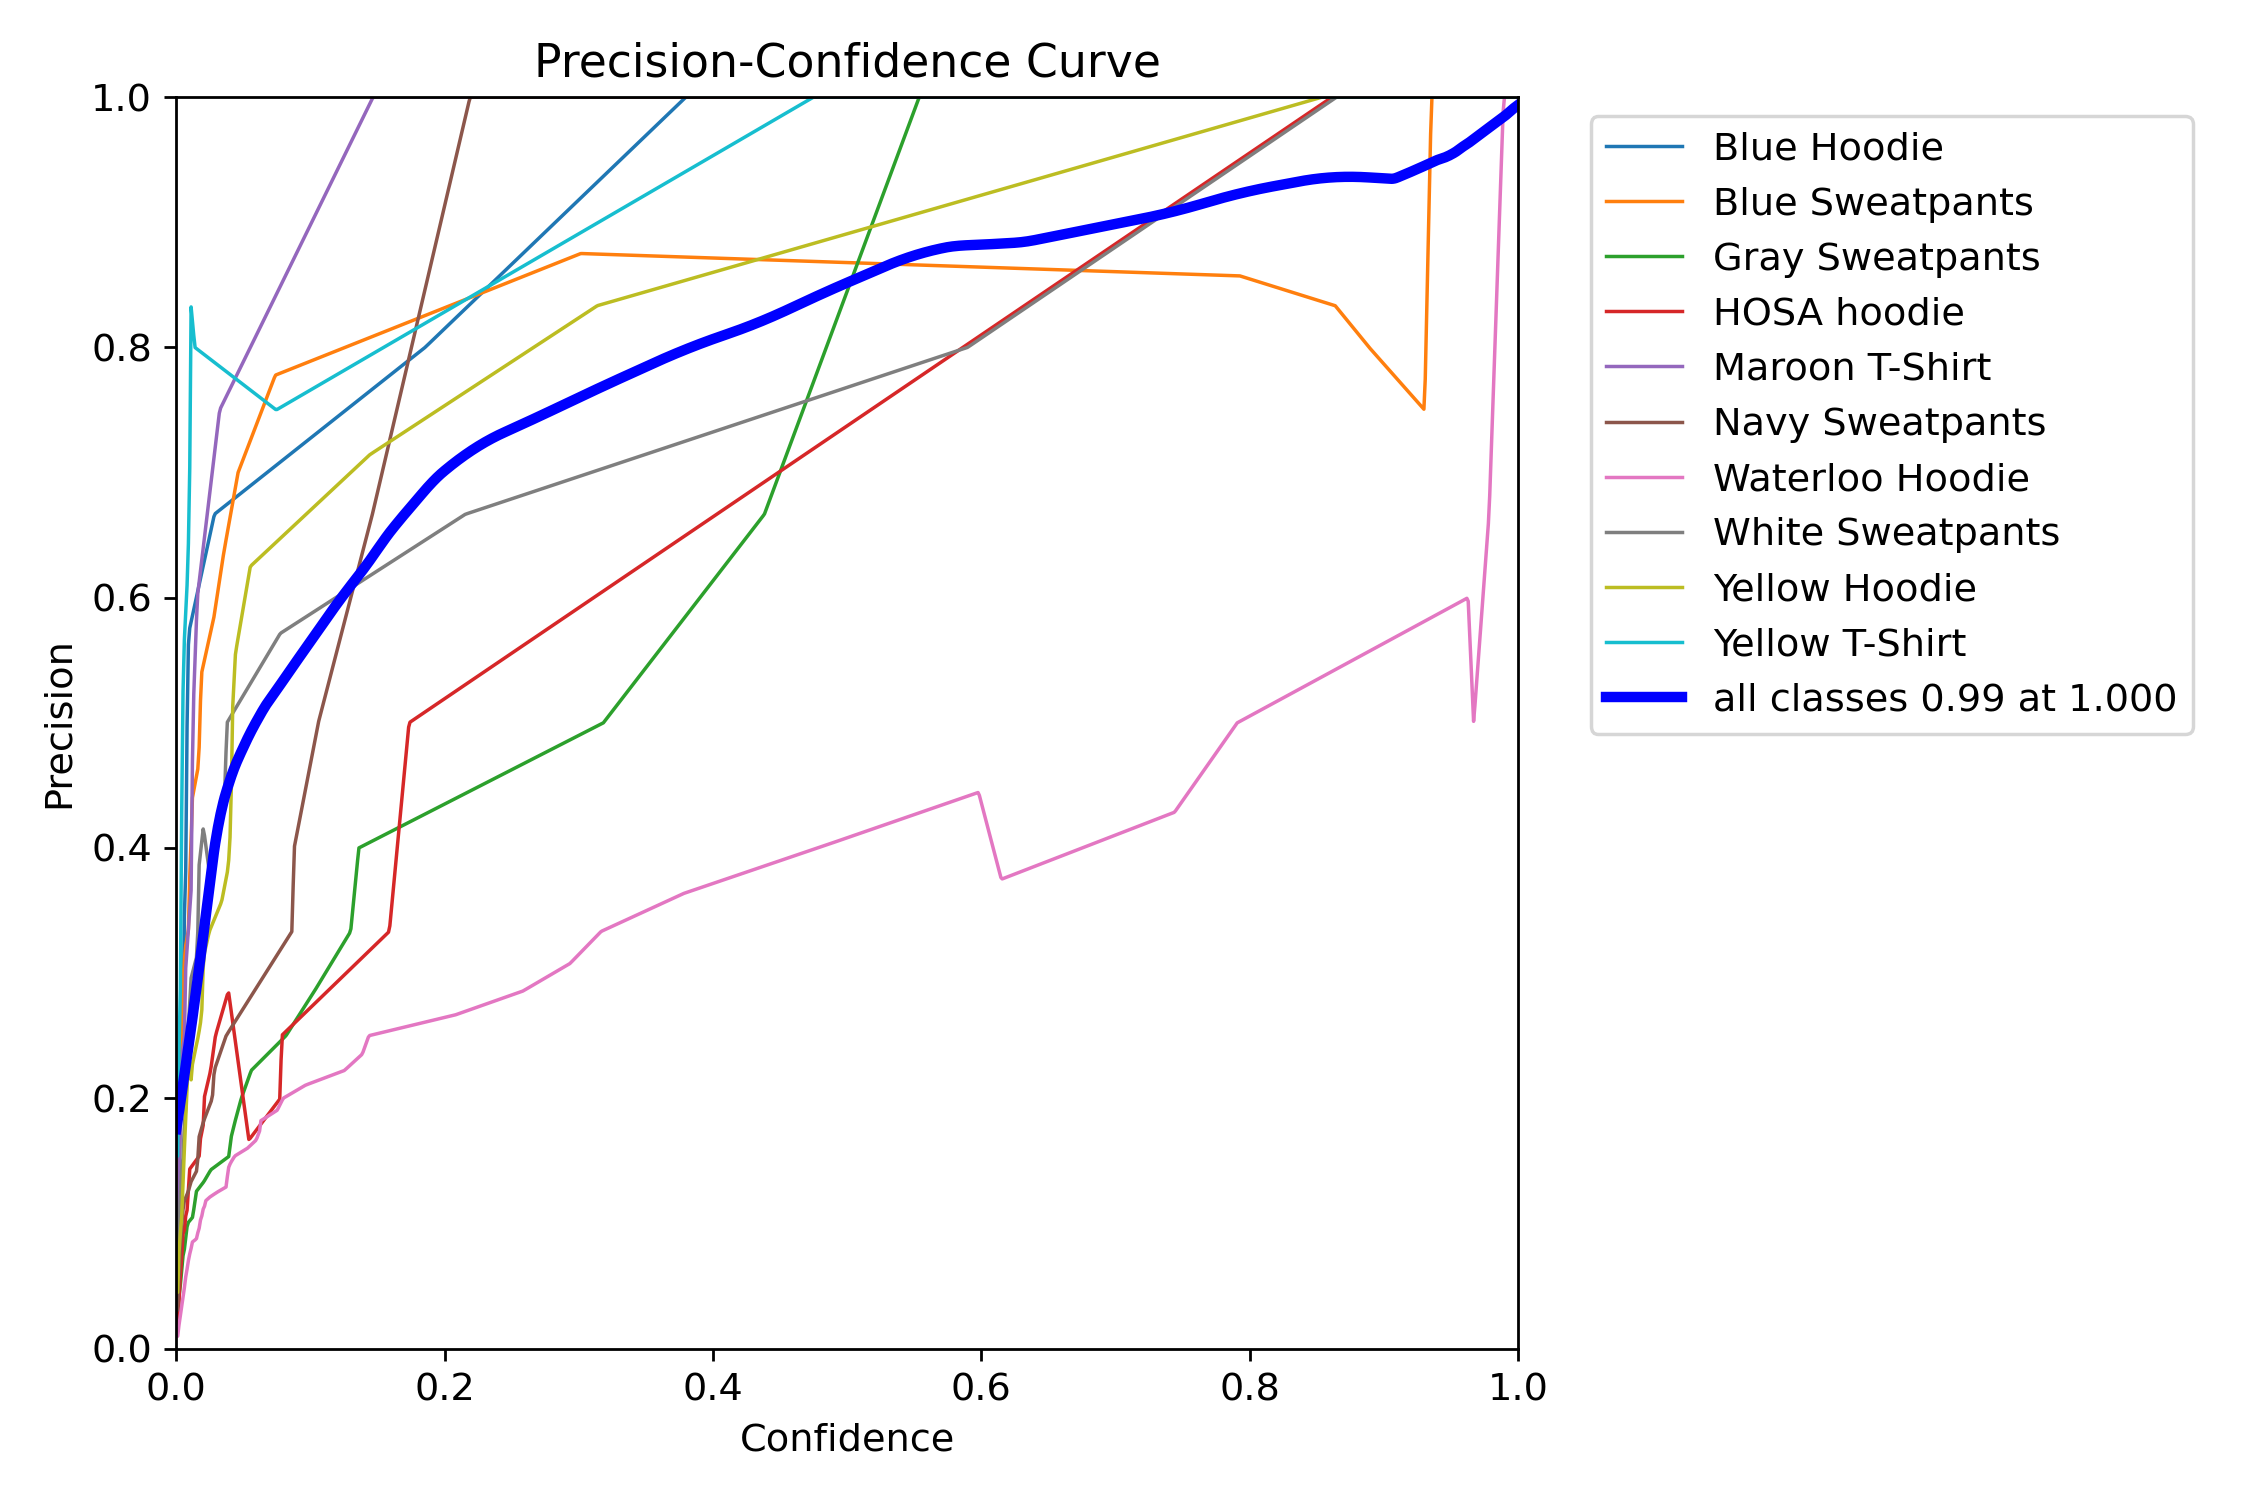 Precision-Confidence Curve
1.0
0.8
0.6
0.4
0.2
0.0
Precision
0.0 0.2 0.4 0.6 0.8 1.0
Confidence
Blue Hoodie
Blue Sweatpants
Gray Sweatpants
HOSA hoodie
Maroon T-Shirt
Navy Sweatpants
Waterloo Hoodie
White Sweatpants
Yellow Hoodie
Yellow T-Shirt
all classes 0.99 at 1.000